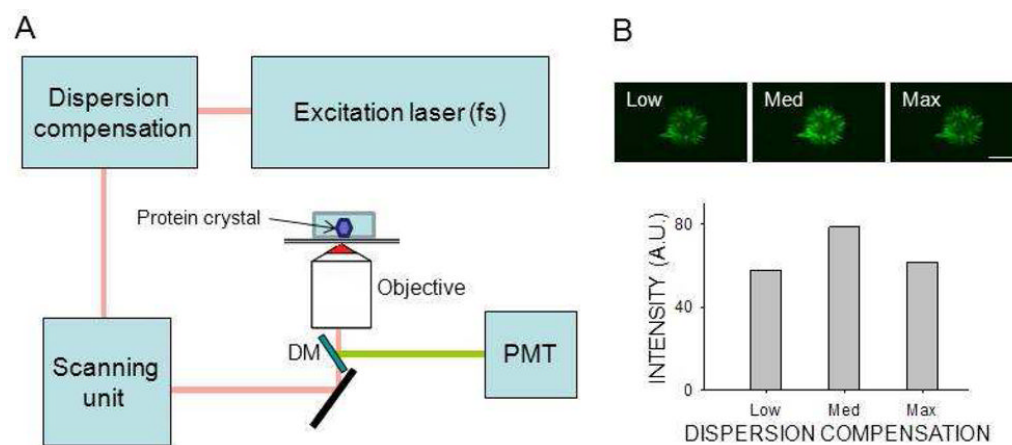 A
Dispersion
compensation
Excitation laser (fs)
Protein crystal
Objective
DM
PMT
Scanning
unit
B
Low
Med
Max
INTENSITY (A.U.)
80
40
0
Low
Med
Max
DISPERSION COMPENSATION